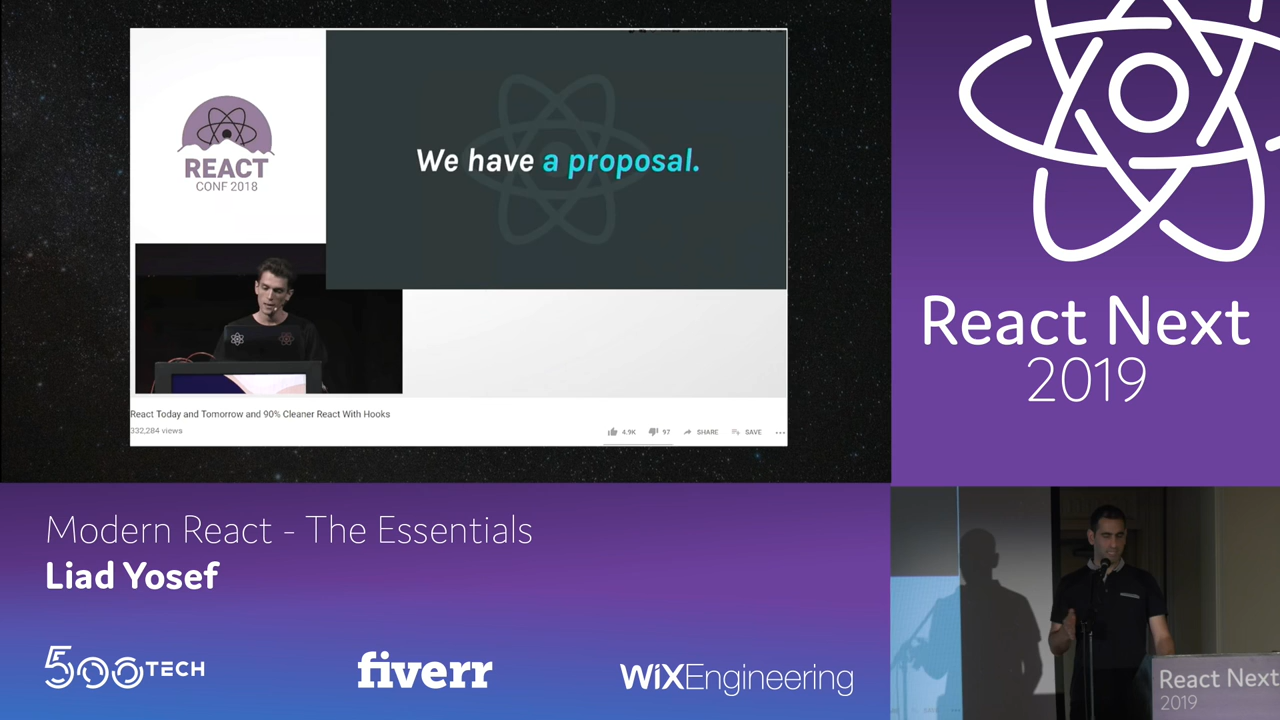 REACT
CONF 2018
We have a proposal.
React Today and Tomorrow and 90% Cleaner React With Hooks
332,284 views
4.9K
97
SHARE
SAVE
React Next
2019
Modern React - The Essentials
Liad Yosef
500TECH
fiverr
WiXEngineering
React Next
2019